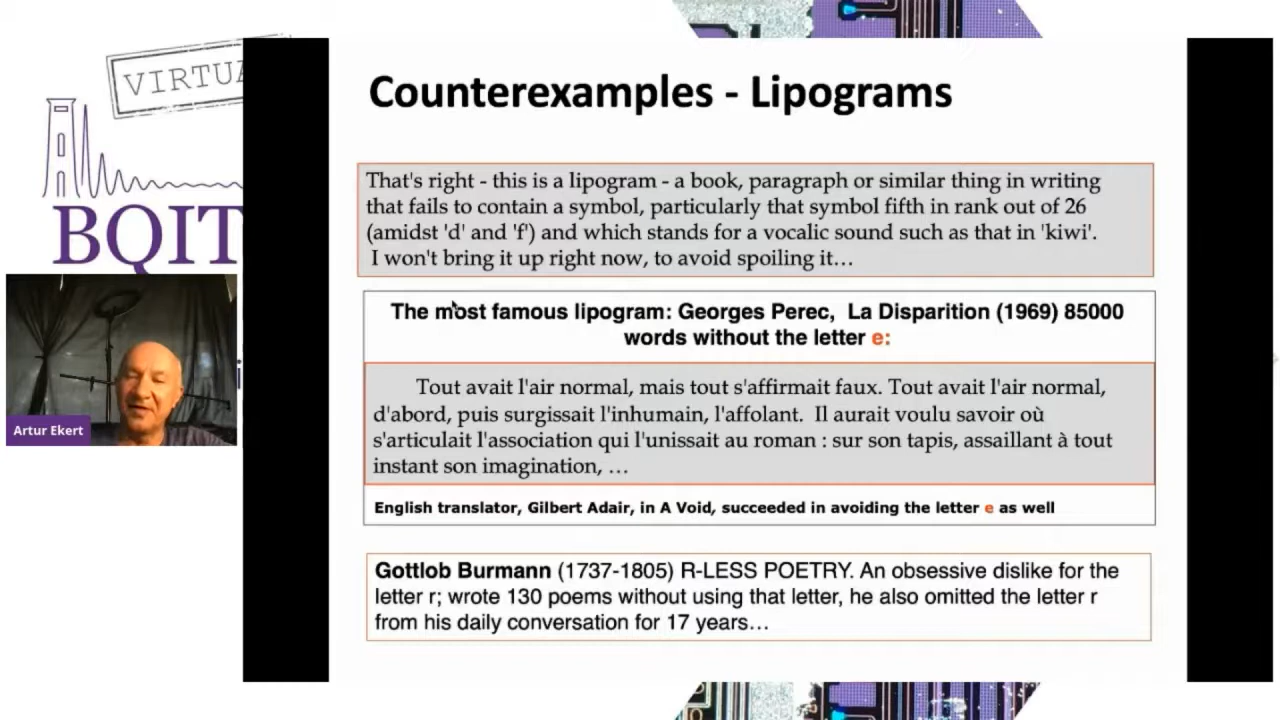 VIRTUA
BQIT
Artur Ekert
Counterexamples - Lipograms
That's right - this is a lipogram - a book, paragraph or similar thing in writing
that fails to contain a symbol, particularly that symbol fifth in rank out of 26
(amidst 'd' and 'f') and which stands for a vocalic sound such as that in 'kiwi'.
I won't bring it up right now, to avoid spoiling it…
The most famous lipogram: Georges Perec, La Disparition (1969) 85000
words without the letter e:
Tout avait l'air normal, mais tout s'affirmait faux. Tout avait l'air normal,
d'abord, puis surgissait l'inhumain, l'affolant. Il aurait voulu savoir où
s'articulait l'association qui l'unissait au roman : sur son tapis, assaillant à tout
instant son imagination, …
English translator, Gilbert Adair, in A Void, succeeded in avoiding the letter e as well
Gottlob Burmann (1737-1805) R-LESS POETRY. An obsessive dislike for the
letter r; wrote 130 poems without using that letter, he also omitted the letter r
from his daily conversation for 17 years…